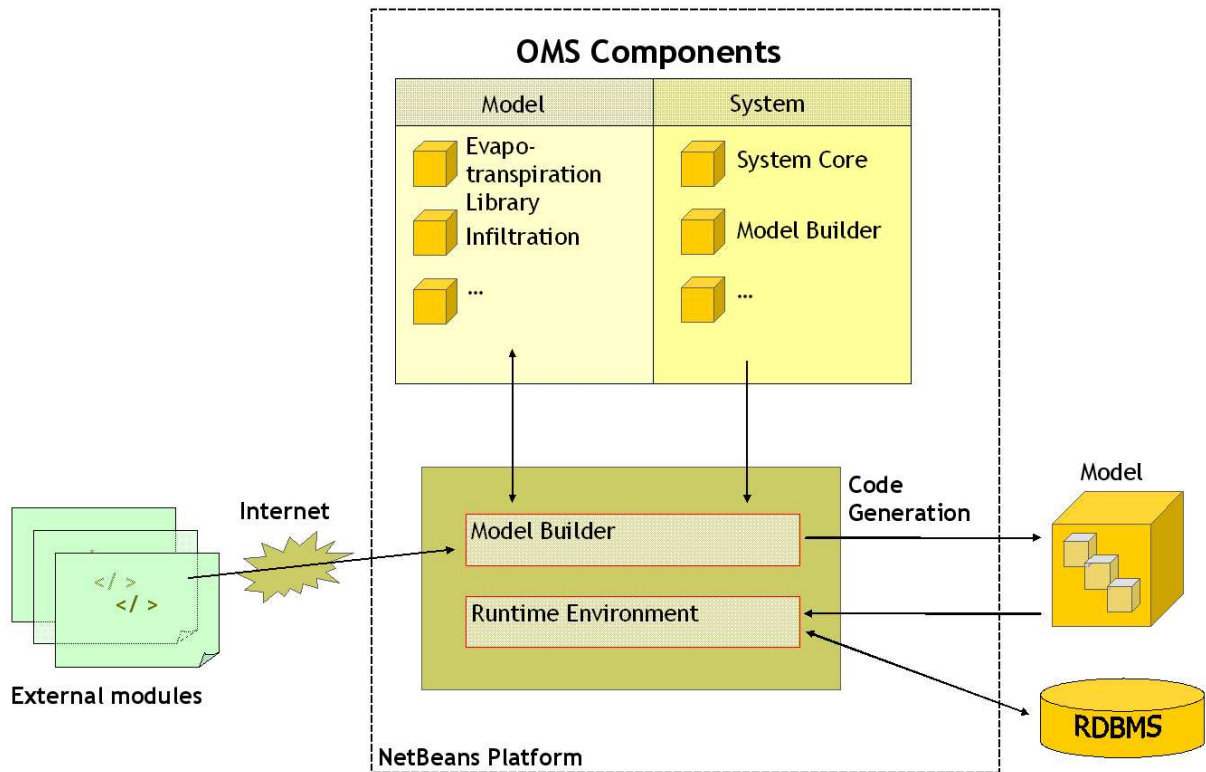 OMS Components
Model
System
Evapo-
transpiration
Library
Infiltration
...
System Core
Model Builder
...
Internet
</ >
</ >
External modules
Model Builder
Runtime Environment
Code
Generation
Model
RDBMS
NetBeans Platform